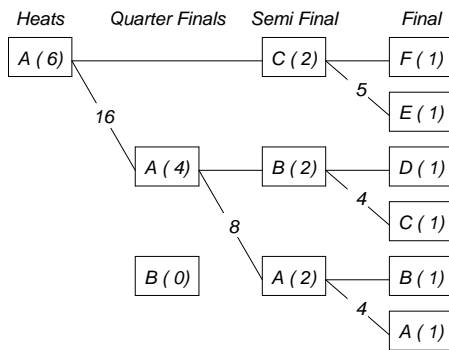 Heats Quarter Finals Semi Final Final
A ( 6) C ( 2) F ( 1)
5
E ( 1)
16
A ( 4) B ( 2) D ( 1)
4
C ( 1)
8
B ( 0) A ( 2) B ( 1)
4
A ( 1)